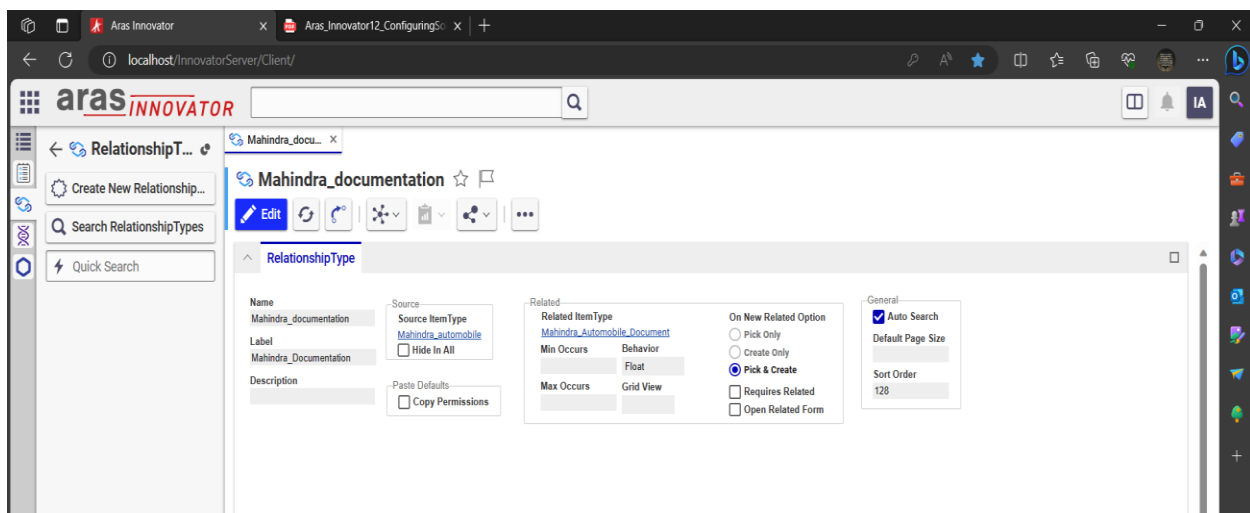 Aras Innovator
Aras_Innovator12_ConfiguringSo
localhost/InnovatorServer/Client/
aras INNOVATOR
IA
RelationshipT...
Create New Relationship...
Search RelationshipTypes
Quick Search
Mahindra_docu...
Mahindra_documentation
Edit
RelationshipType
Name
Mahindra_documentation
Label
Mahindra_Documentation
Description
Source
Source ItemType
Mahindra_automobile
Hide In All
Paste Defaults
Copy Permissions
Related
Related ItemType
Mahindra_Automobile_Document
Min Occurs Behavior
Float
Max Occurs Grid View
On New Related Option
Pick Only
Create Only
Pick & Create
Requires Related
Open Related Form
General
Auto Search
Default Page Size
Sort Order
128